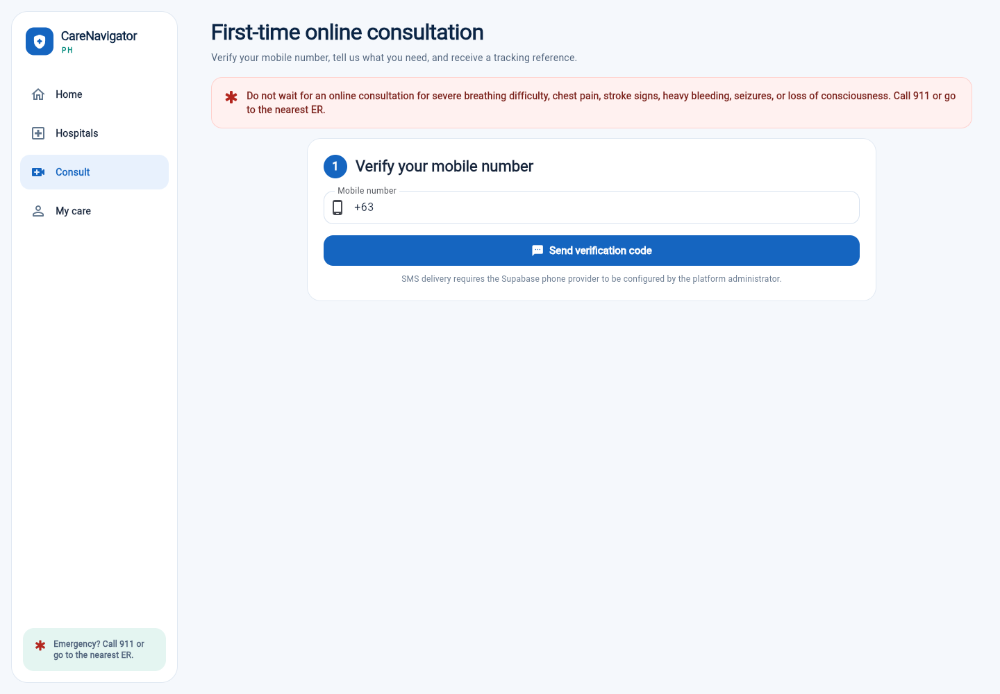 CareNavigator
PH
Home
Hospitals
Consult
My care
Emergency? Call 911 or
go to the nearest ER.
First-time online consultation
Verify your mobile number, tell us what you need, and receive a tracking reference.
Do not wait for an online consultation for severe breathing difficulty, chest pain, stroke signs, heavy bleeding, seizures, or loss of consciousness. Call 911 or go
to the nearest ER.
1 Verify your mobile number
Mobile number
+63
Send verification code
SMS delivery requires the Supabase phone provider to be configured by the platform administrator.